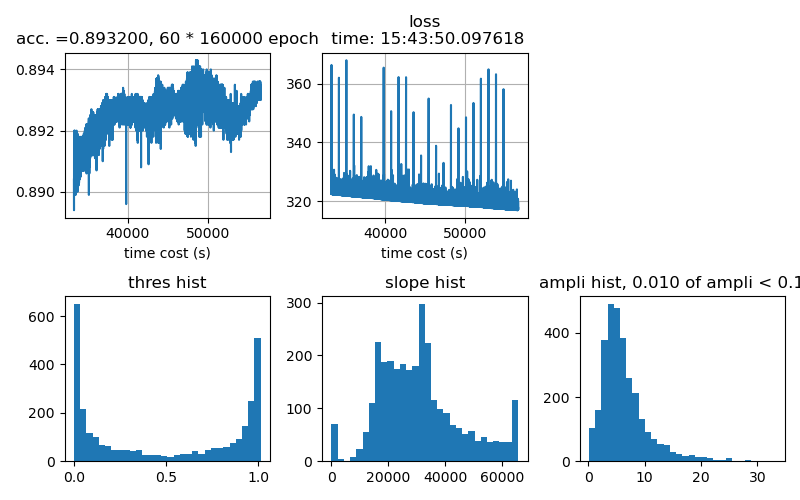 loss
acc. =0.893200, 60 * 160000 epoch time: 15:43:50.097618
0.894
0.892
0.890
40000 50000
time cost (s)
360
340
320
40000 50000
time cost (s)
thres hist
600
400
200
0
0.0 0.5 1.0
slope hist
300
200
100
0
0 20000 40000 60000
ampli hist, 0.010 of ampli < 0.1
400
200
0
0 10 20 30